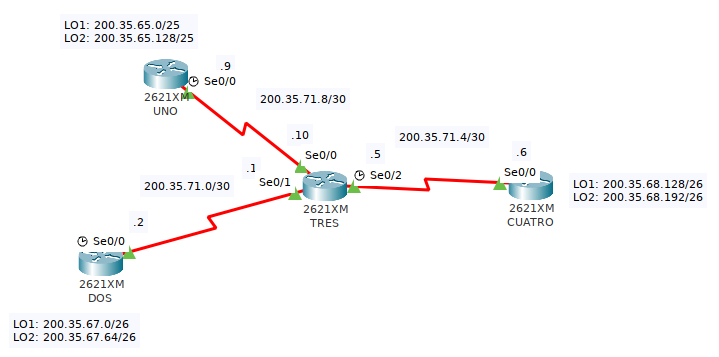 LO1: 200.35.65.0/25
LO2: 200.35.65.128/25
.9
Se0/0
2621XM
UNO
200.35.71.8/30
.10
Se0/0
200.35.71.4/30
.5
Se0/2
.6
Se0/0
2621XM
CUATRO
LO1: 200.35.68.128/26
LO2: 200.35.68.192/26
.1
Se0/1
2621XM
TRES
200.35.71.0/30
.2
Se0/0
2621XM
DOS
LO1: 200.35.67.0/26
LO2: 200.35.67.64/26